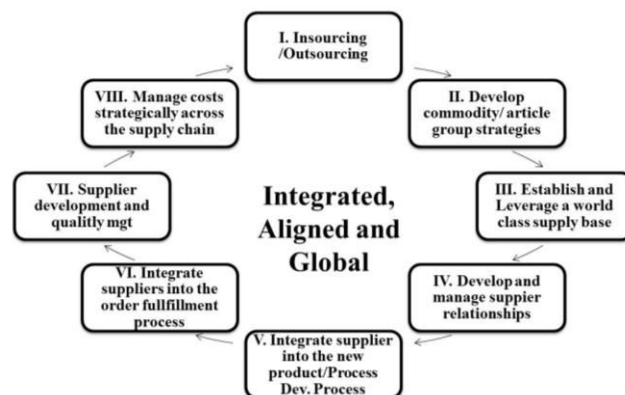 I. Insourcing
/Outsourcing
II. Develop
commodity/ article
group strategies
III. Establish and
Leverage a world
class supply base
IV. Develop and
manage suppier
relationships
V. Integrate supplier
into the new
product/Process
Dev. Process
VI. Integrate
suppliers into the
order fullfillment
process
VII. Supplier
development and
qualitly mgt
VIII. Manage costs
strategically across
the supply chain
Integrated,
Aligned and
Global